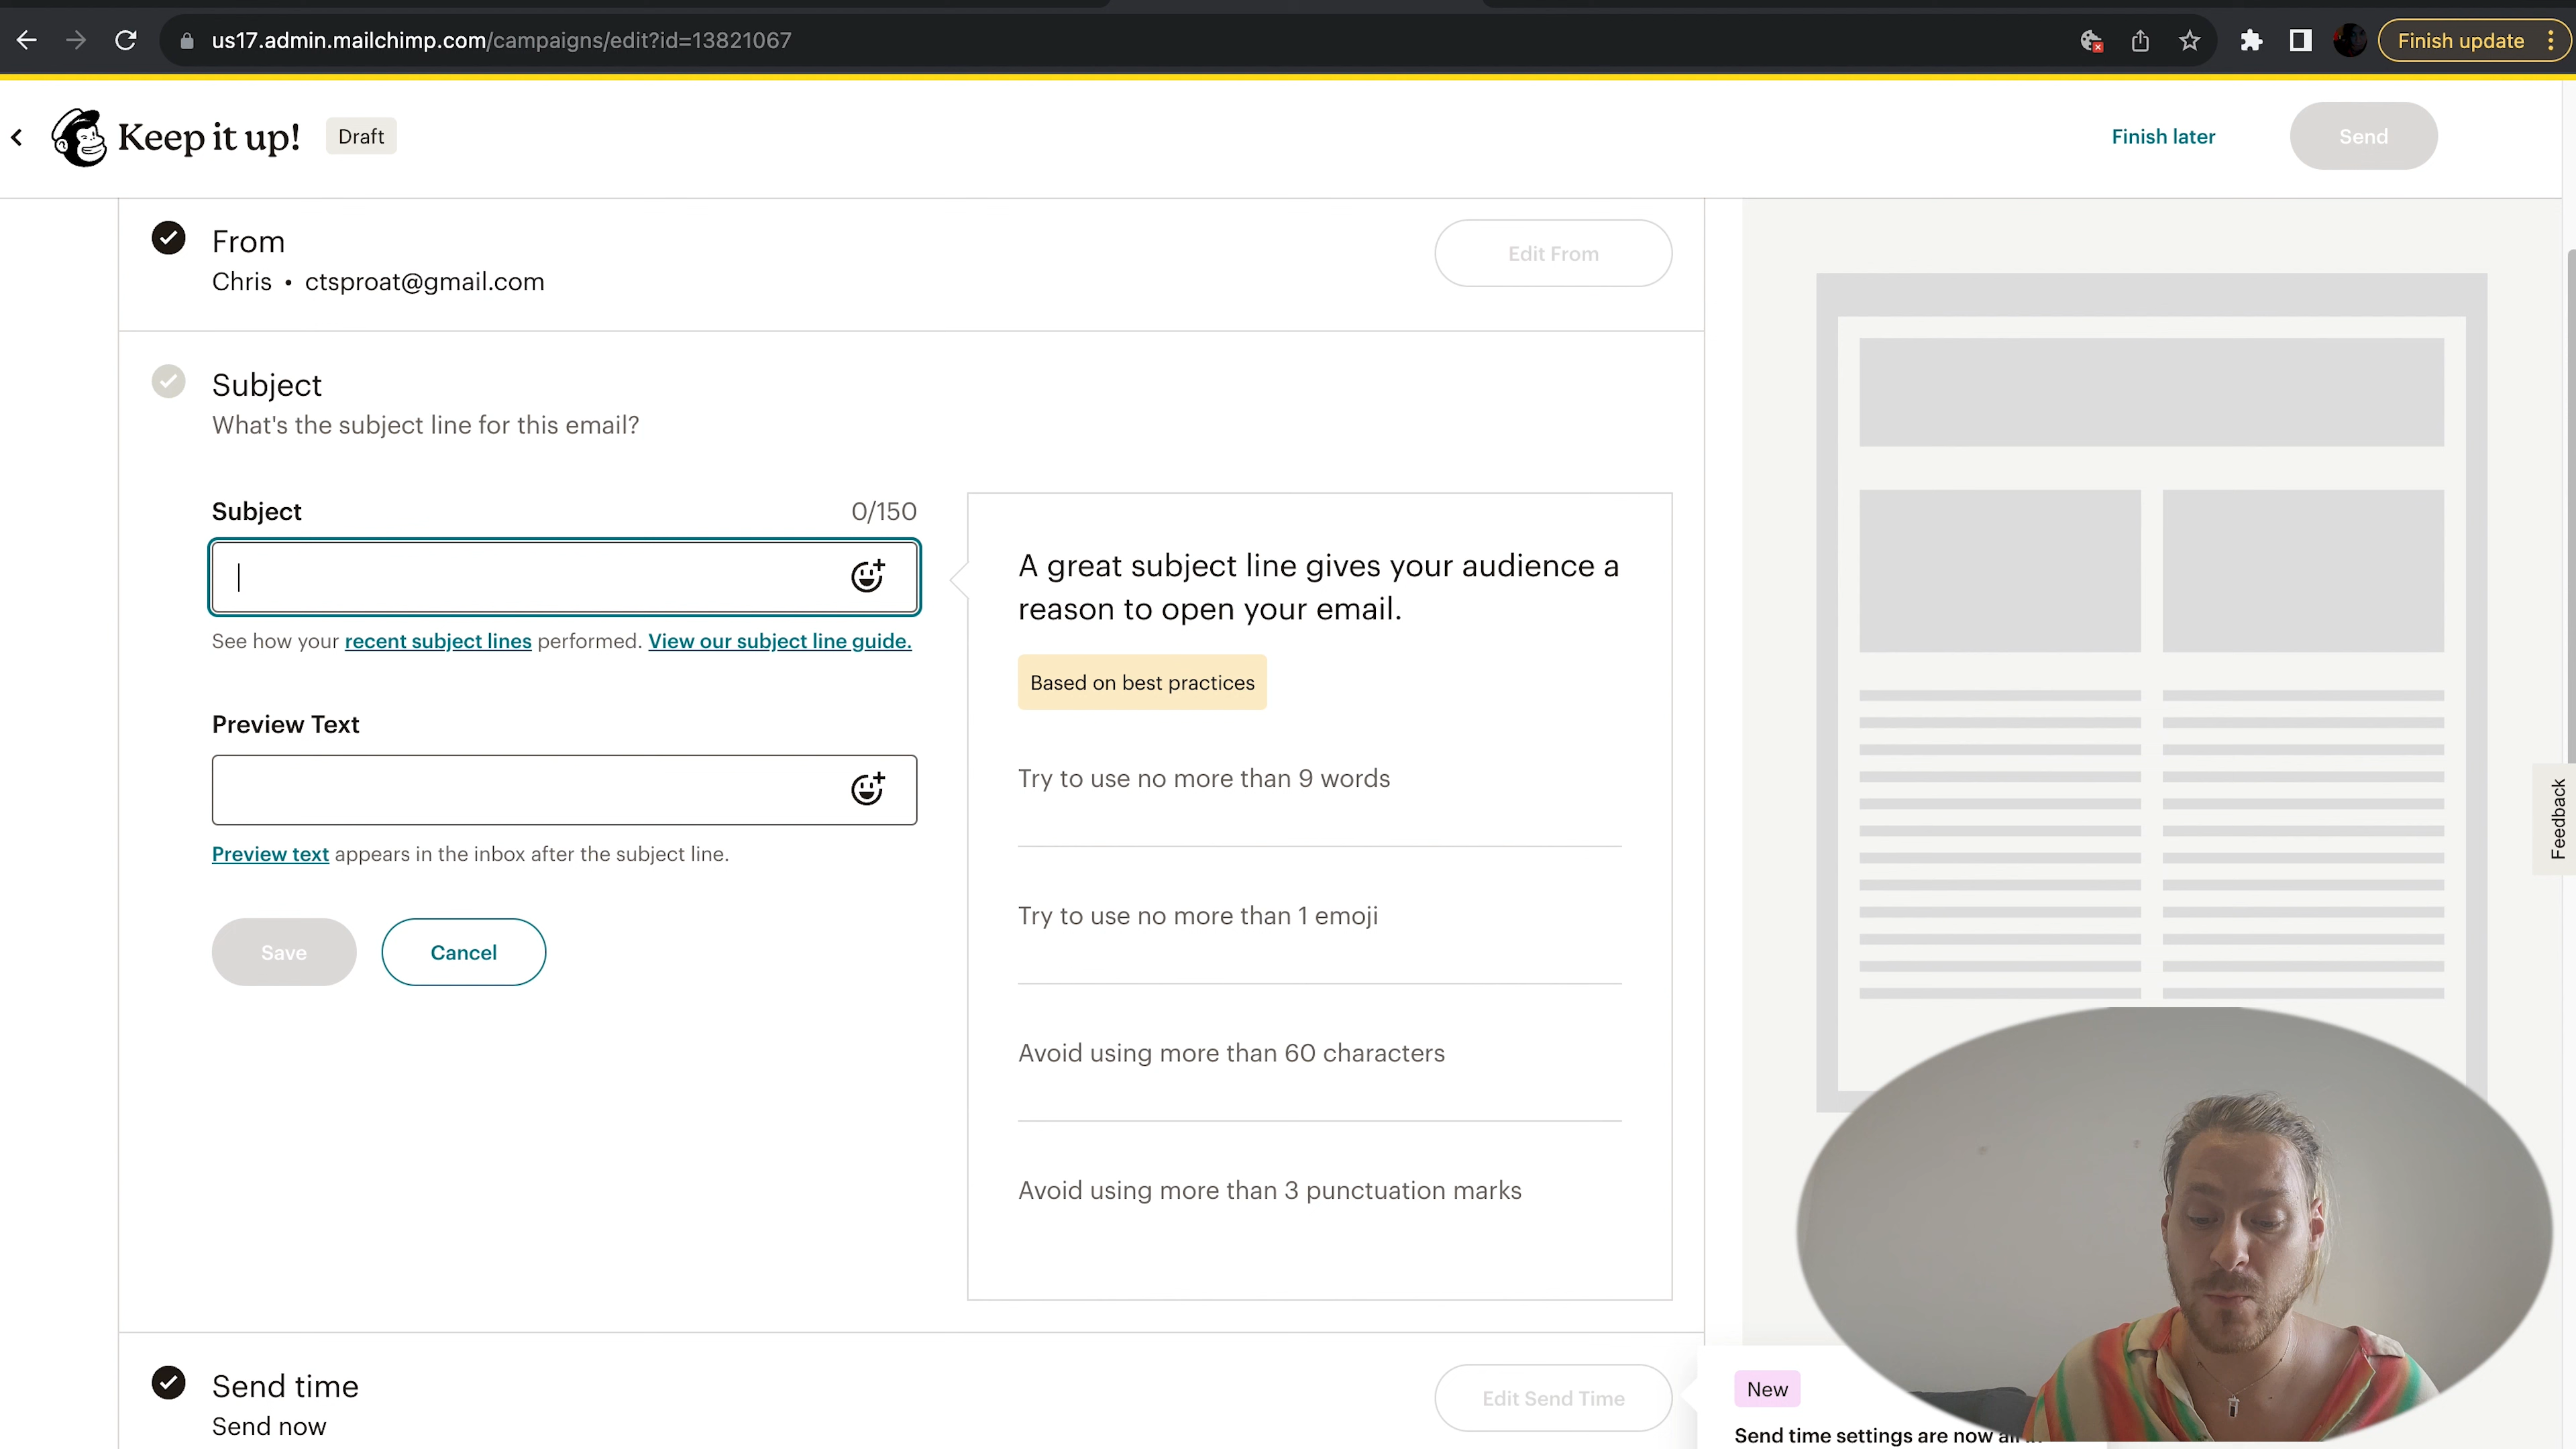 us17.admin.mailchimp.com/campaigns/edit?id=13821067
Finish update
Keep it up!
Draft
Finish later
Send
From
Chris • ctsproat@gmail.com
Edit From
Subject
What's the subject line for this email?
Subject
0/150
See how your recent subject lines performed. View our subject line guide.
Preview Text
Preview text appears in the inbox after the subject line.
Save
Cancel
A great subject line gives your audience a
reason to open your email.
Based on best practices
Try to use no more than 9 words
Try to use no more than 1 emoji
Avoid using more than 60 characters
Avoid using more than 3 punctuation marks
Feedback
Send time
Send now
Edit Send Time
New
Send time settings are now